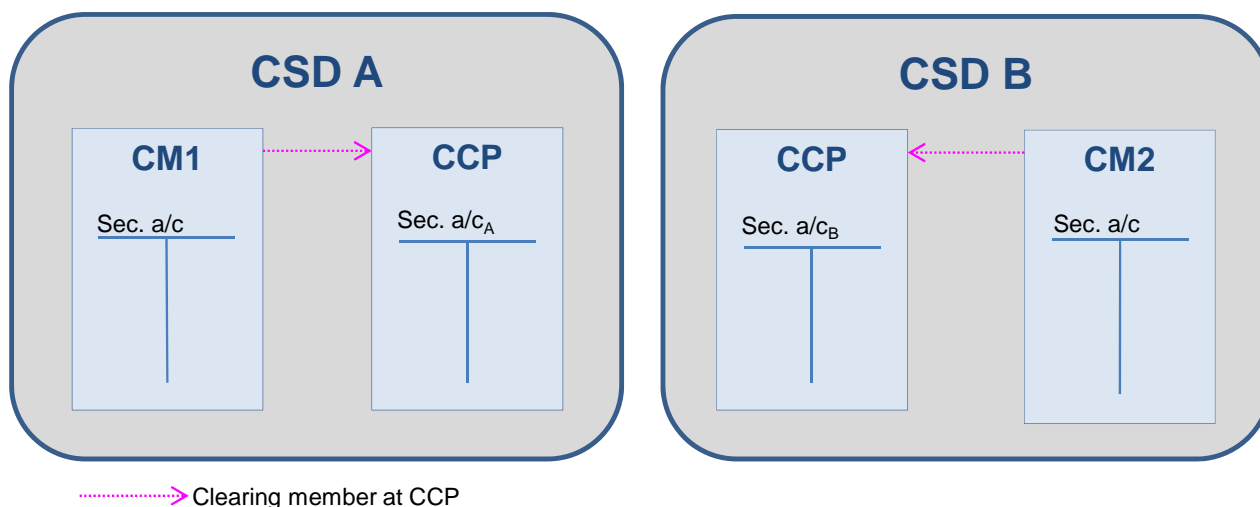 CSD A
CM1
Sec. a/c
CCP
Sec. a/cA
CSD B
CCP
Sec. a/cB
CM2
Sec. a/c
Clearing member at CCP